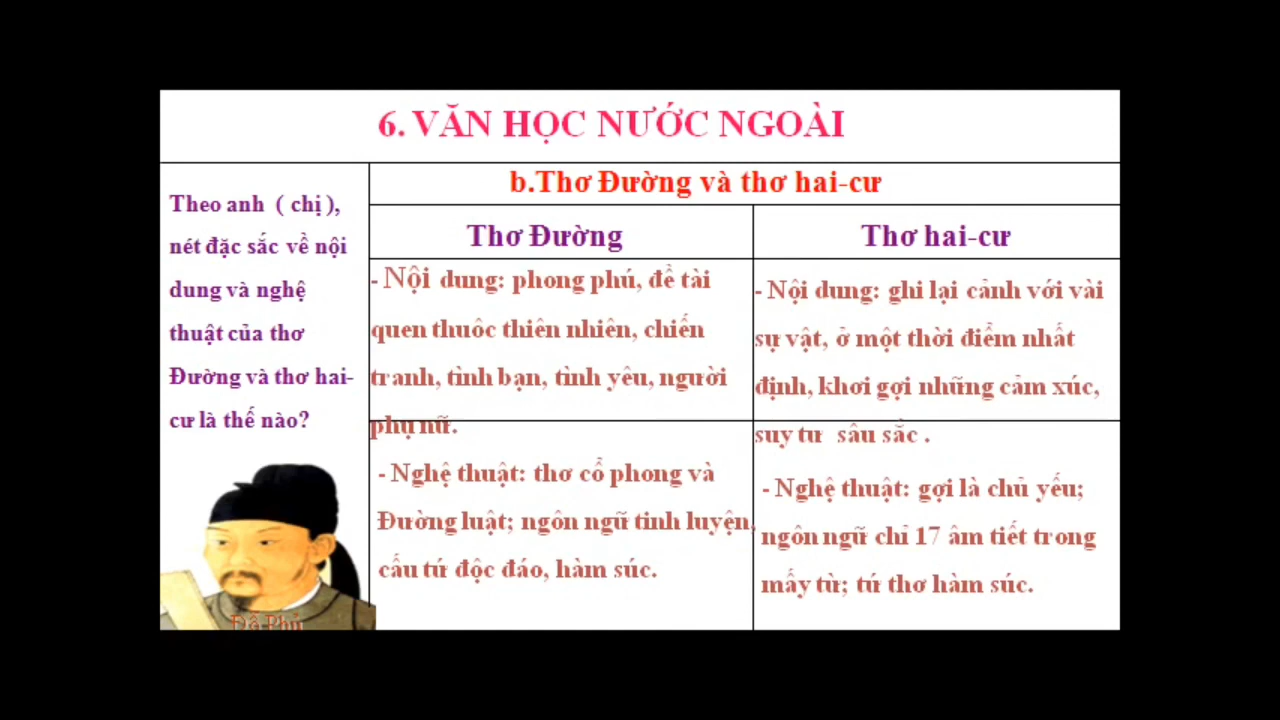 6. VĂN HỌC NƯỚC NGOÀI
Theo anh ( chị ),
nét đặc sắc về nội
dung và nghệ
thuật của thơ
Đường và thơ hai-
cư là thế nào?
b.Thơ Đường và thơ hai-cư
Thơ Đường
- Nội dung: phong phú, đề tài
quen thuôc thiên nhiên, chiến
tranh, tình bạn, tình yêu, người
phụ nữ.
- Nghệ thuật: thơ cổ phong và
Đường luật; ngôn ngữ tinh luyện,
cấu tứ độc đáo, hàm súc.
Thơ hai-cư
- Nội dung: ghi lại cảnh với vài
sự vật, ở một thời điểm nhất
định, khơi gợi những cảm xúc,
suy tư sâu sắc .
- Nghệ thuật: gợi là chủ yếu;
ngôn ngữ chỉ 17 âm tiết trong
mấy từ; tứ thơ hàm súc.
Đỗ Phủ